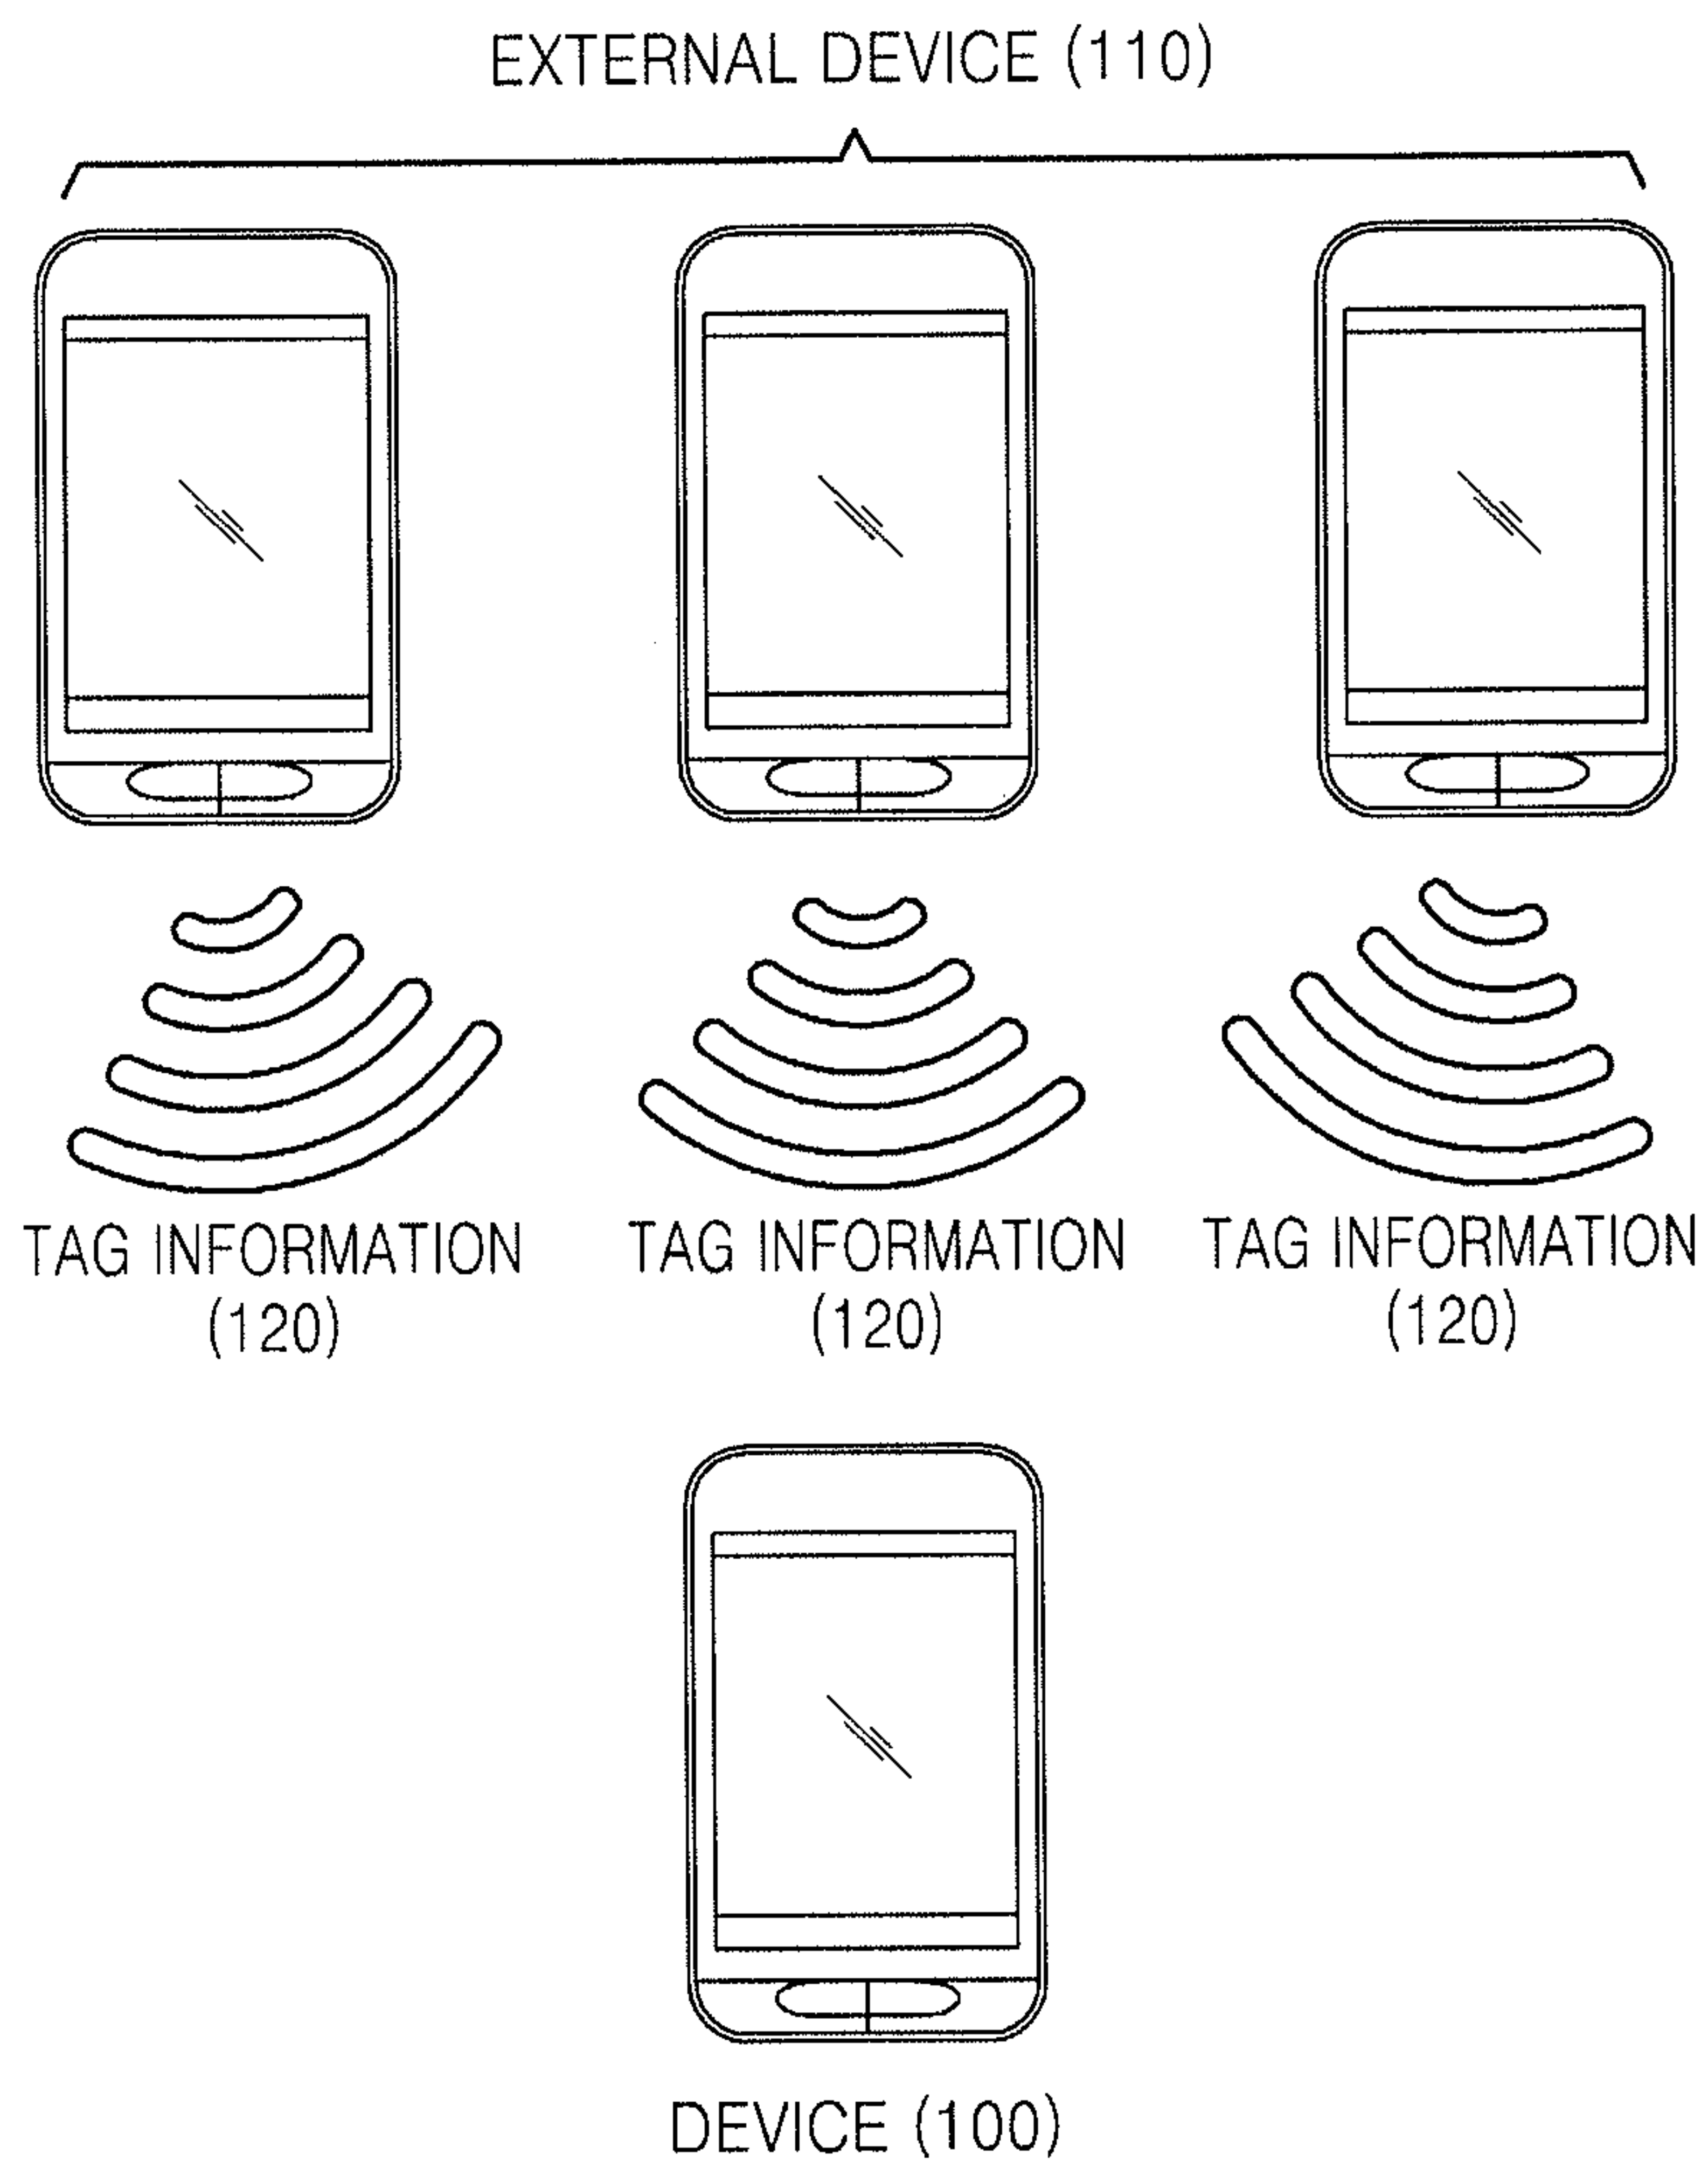 EXTERNAL DEVICE (110)
TAG INFORMATION
(120)
TAG INFORMATION
(120)
TAG INFORMATION
(120)
DEVICE (100)